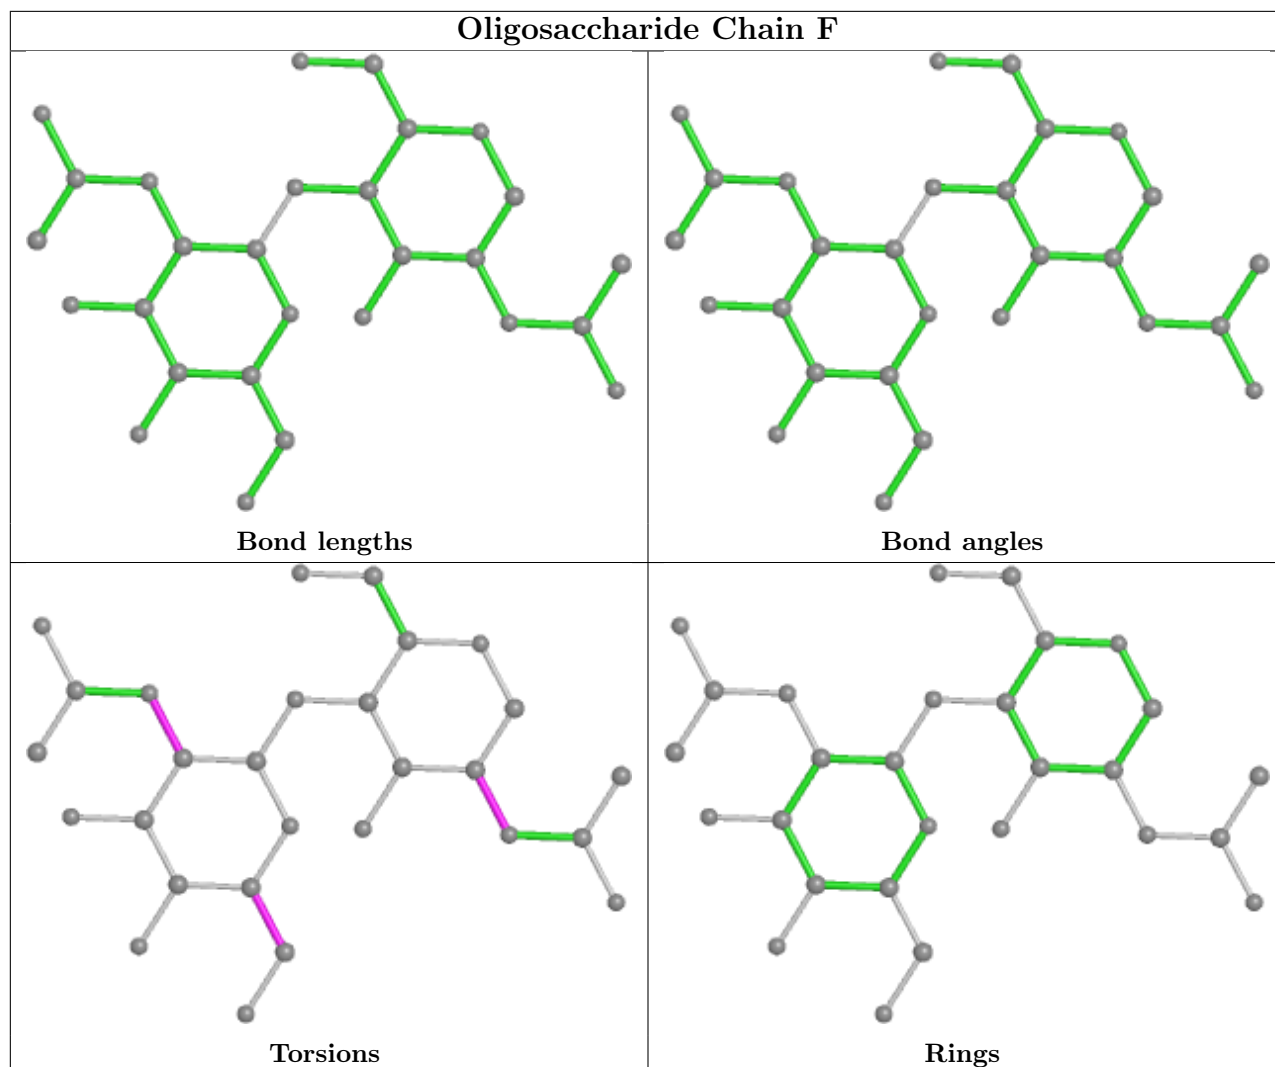 Oligosaccharide Chain F
Bond lengths
Bond angles
Torsions
Rings